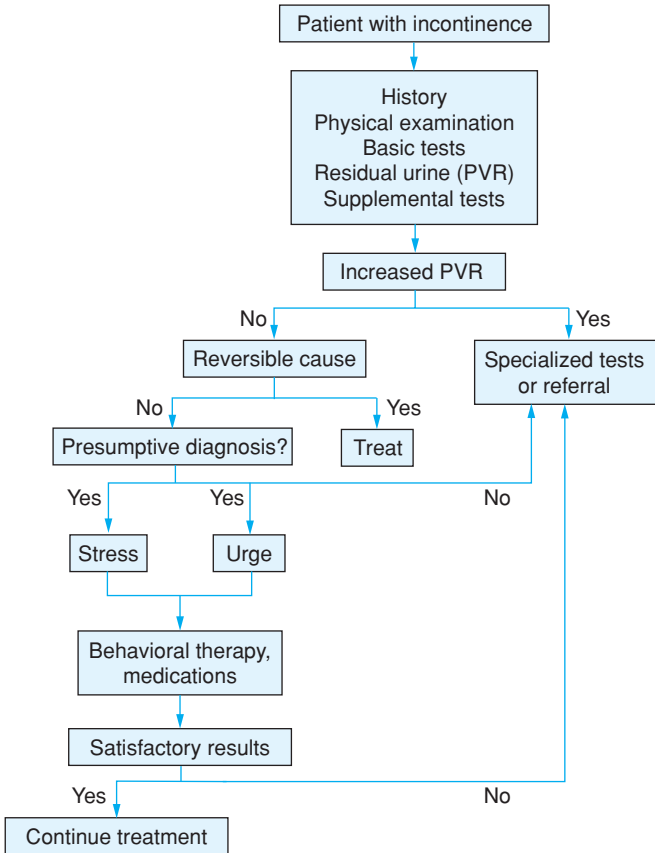 Patient with incontinence
History
Physical examination
Basic tests
Residual urine (PVR)
Supplemental tests
Increased PVR
No
Yes
Reversible cause
Specialized tests
or referral
No
Yes
Presumptive diagnosis?
Treat
Yes
Yes
No
Stress
Urge
Behavioral therapy,
medications
Satisfactory results
Yes
No
Continue treatment